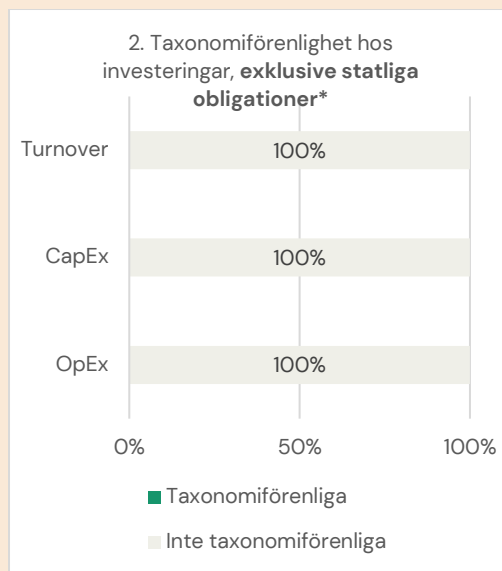 2. Taxonomiförenlighet hos
investeringar, exklusive statliga
obligationer*
Turnover
100%
CapEx
100%
OpEx
100%
0%
50%
100%
Taxonomiförenliga
Inte taxonomiförenliga